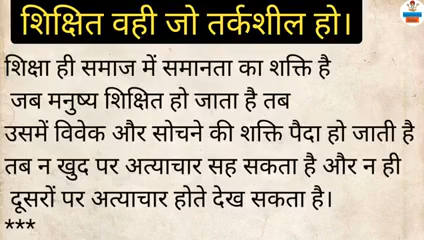 शिक्षित वही जो तर्कशील हो।
शिक्षा ही समाज में समानता का शक्ति है
जब मनुष्य शिक्षित हो जाता है तब
उसमें विवेक और सोचने की शक्ति पैदा हो जाती है
तब न खुद पर अत्याचार सह सकता है और न ही
दूसरों पर अत्याचार होते देख सकता है।
***